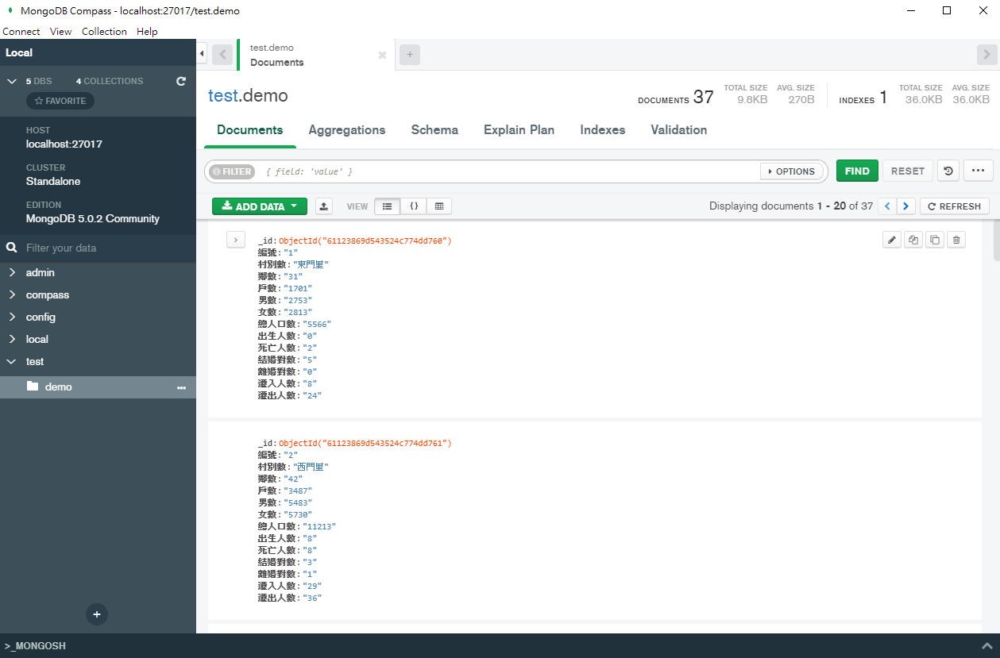 MongoDB Compass - localhost:27017/test.demo
Connect View Collection Help
Local
5 DBS 4 COLLECTIONS
FAVORITE
HOST
localhost:27017
CLUSTER
Standalone
EDITION
MongoDB 5.0.2 Community
Filter your data
admin
compass
config
local
test
demo
>_MONGOSH
test.demo
Documents
test.demo
DOCUMENTS 37 TOTAL SIZE 9.8KB AVG. SIZE 270B INDEXES 1 TOTAL SIZE 36.0KB AVG. SIZE 36.0KB
Documents Aggregations Schema Explain Plan Indexes Validation
FILTER { field: 'value' } OPTIONS FIND RESET
ADD DATA VIEW Displaying documents 1 - 20 of 37 REFRESH
_id:ObjectId("61123869d543524c774dd760")
編號:"1"
村別數:"東門里"
鄰數:"31"
戶數:"1701"
男數:"2753"
女數:"2813"
總人口數:"5566"
出生人數:"0"
死亡人數:"2"
結婚對數:"5"
離婚對數:"0"
遷入人數:"8"
遷出人數:"24"
_id:ObjectId("61123869d543524c774dd761")
編號:"2"
村別數:"西門里"
鄰數:"42"
戶數:"3487"
男數:"5483"
女數:"5730"
總人口數:"11213"
出生人數:"8"
死亡人數:"8"
結婚對數:"3"
離婚對數:"1"
遷入人數:"29"
遷出人數:"36"